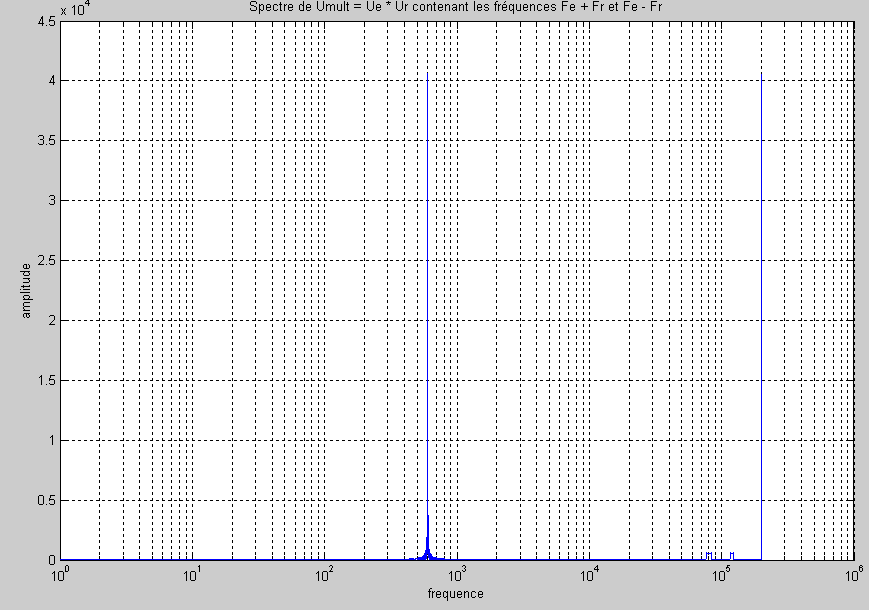 Spectre de Umult = Ue * Ur contenant les fréquences Fe + Fr et Fe - Fr
x 10^4
4.5
4
3.5
3
2.5
2
1.5
1
0.5
0
amplitude
10^0 10^1 10^2 10^3 10^4 10^5 10^6
frequence